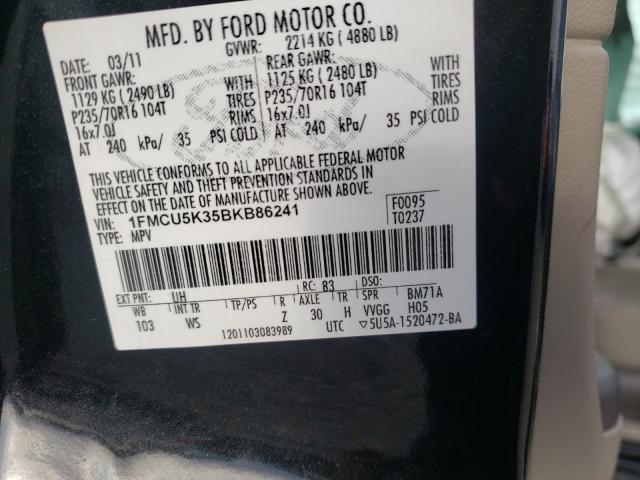 MFD. BY FORD MOTOR CO.
DATE: 03/11 GVWR: 2214 KG ( 4880 LB)
FRONT GAWR: REAR GAWR: WITH
1129 KG ( 2490 LB) WITH 1125 KG ( 2480 LB) TIRES
P235/70R16 104T TIRES P235/70R16 104T RIMS
16x7.0J RIMS 16x7.0J
AT 240 kPa/ 35 PSI COLD AT 240 kPa/ 35 PSI COLD
THIS VEHICLE CONFORMS TO ALL APPLICABLE FEDERAL MOTOR
VEHICLE SAFETY AND THEFT PREVENTION STANDARDS IN
EFFECT ON THE DATE OF MANUFACTURE SHOWN ABOVE.
VIN: 1FMCU5K35BKB86241 F0095
TYPE: MPV T0237
EXT PNT: UH RC: 83 DSO:
WB INT TR TP/PS R AXLE TR SPR BM71A
103 WS Z 30 H VVGG H05
1201103083989 UTC ▽5U5A-1520472-BA